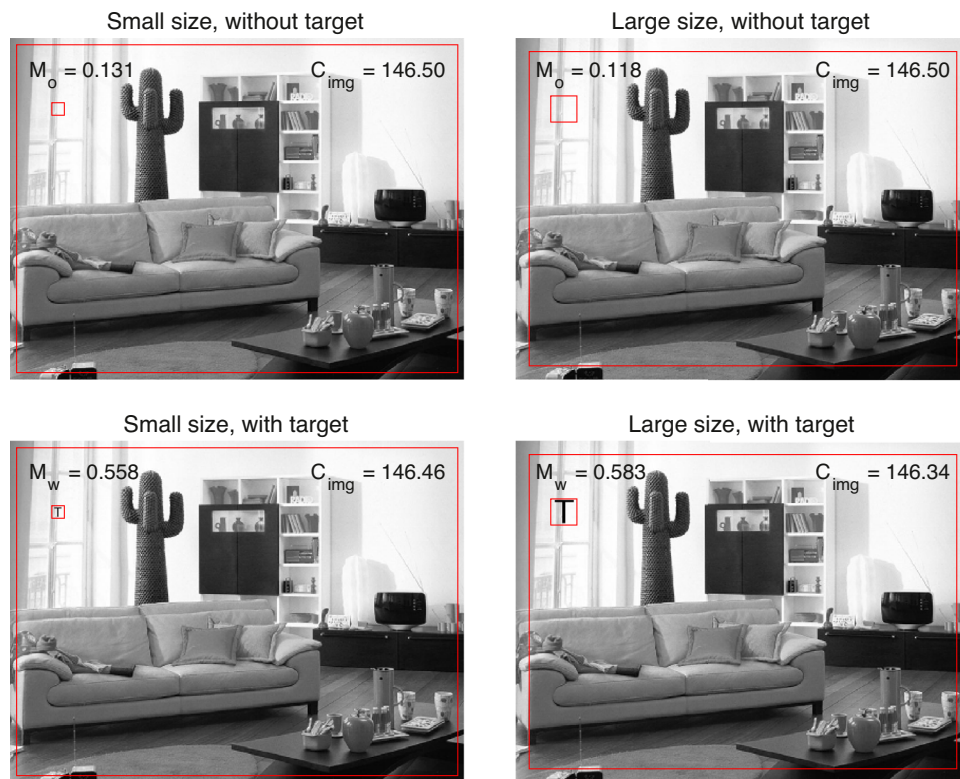 Small size, without target
M_o = 0.131 C_img = 146.50
Large size, without target
M_o = 0.118 C_img = 146.50
Small size, with target
M_w = 0.558 C_img = 146.46
T
Large size, with target
M_w = 0.583 C_img = 146.34
T